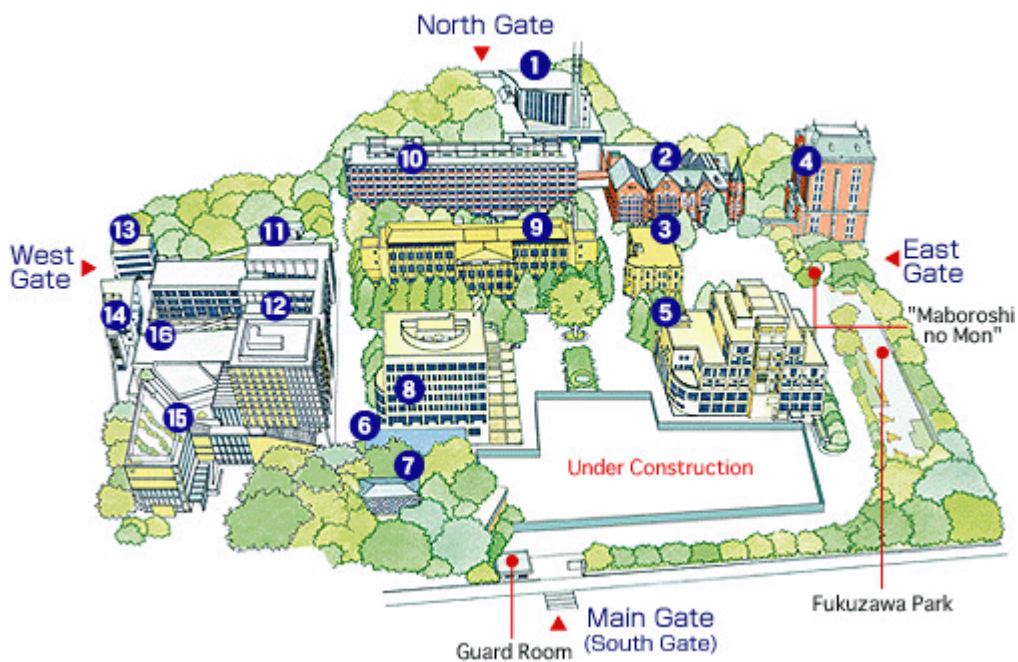 North Gate
1
10
2
4
13
11
9
3
West
Gate
East
Gate
14
12
16
5
"Maboroshi
no Mon"
8
15
6
7
Under Construction
Fukuzawa Park
Main Gate
(South Gate)
Guard Room